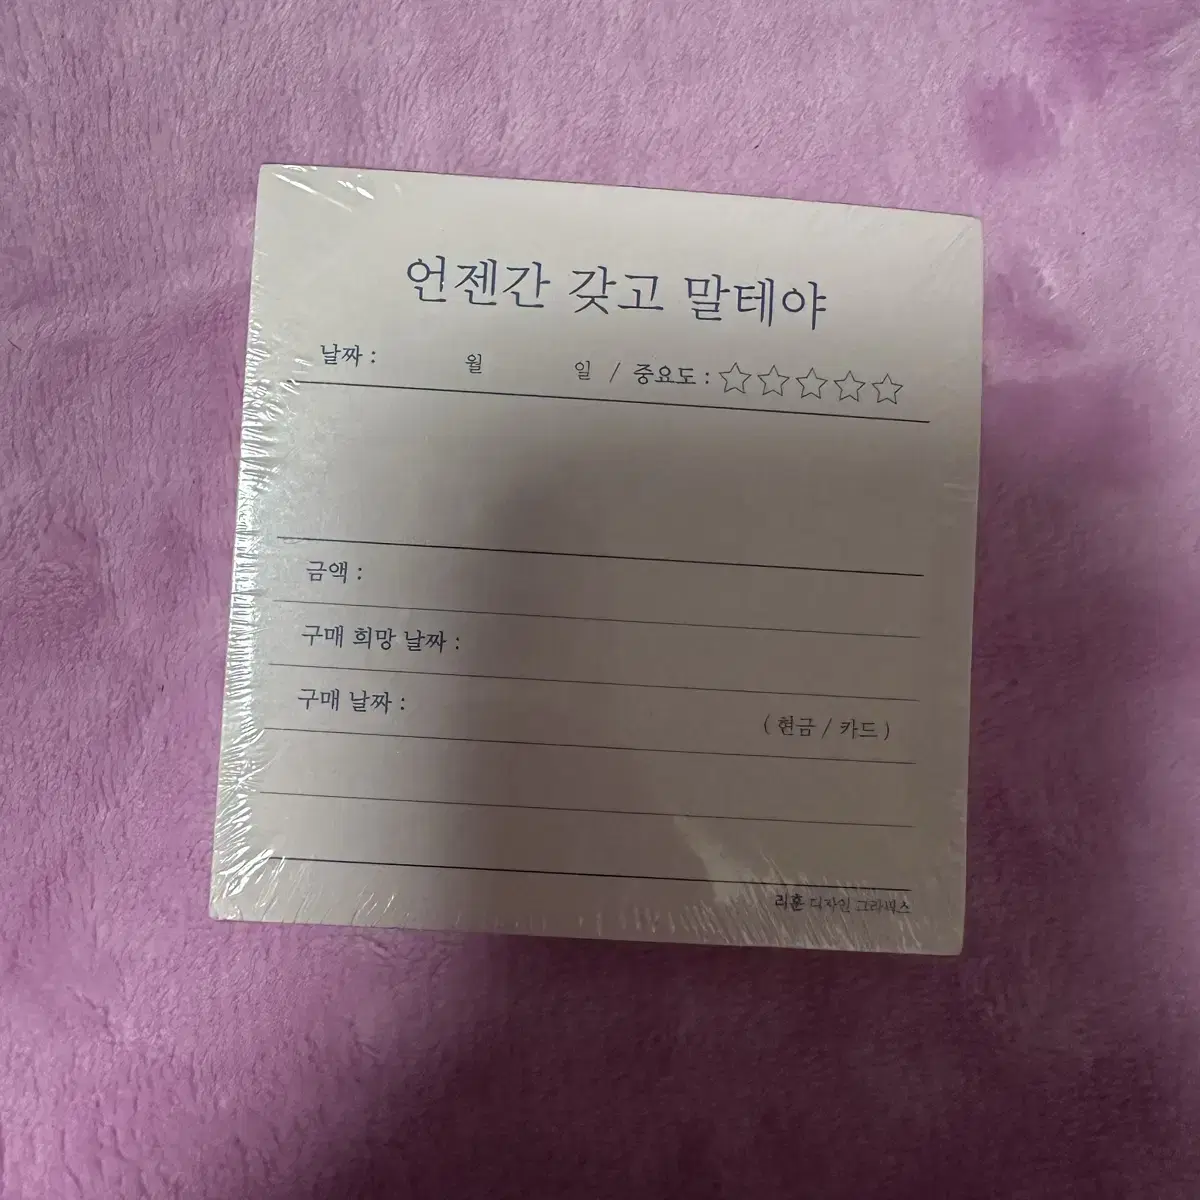 언젠간 갖고 말테야
날짜 : 월 일 / 중요도 : ☆☆☆☆☆
금액 :
구매 희망 날짜 :
구매 날짜 : ( 현금 / 카드 )
리훈 디자인 그라픽스